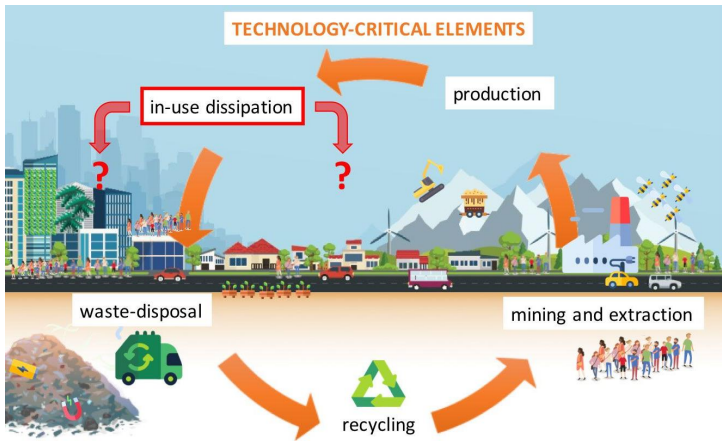 TECHNOLOGY-CRITICAL ELEMENTS
in-use dissipation
production
?
?
waste-disposal
mining and extraction
recycling